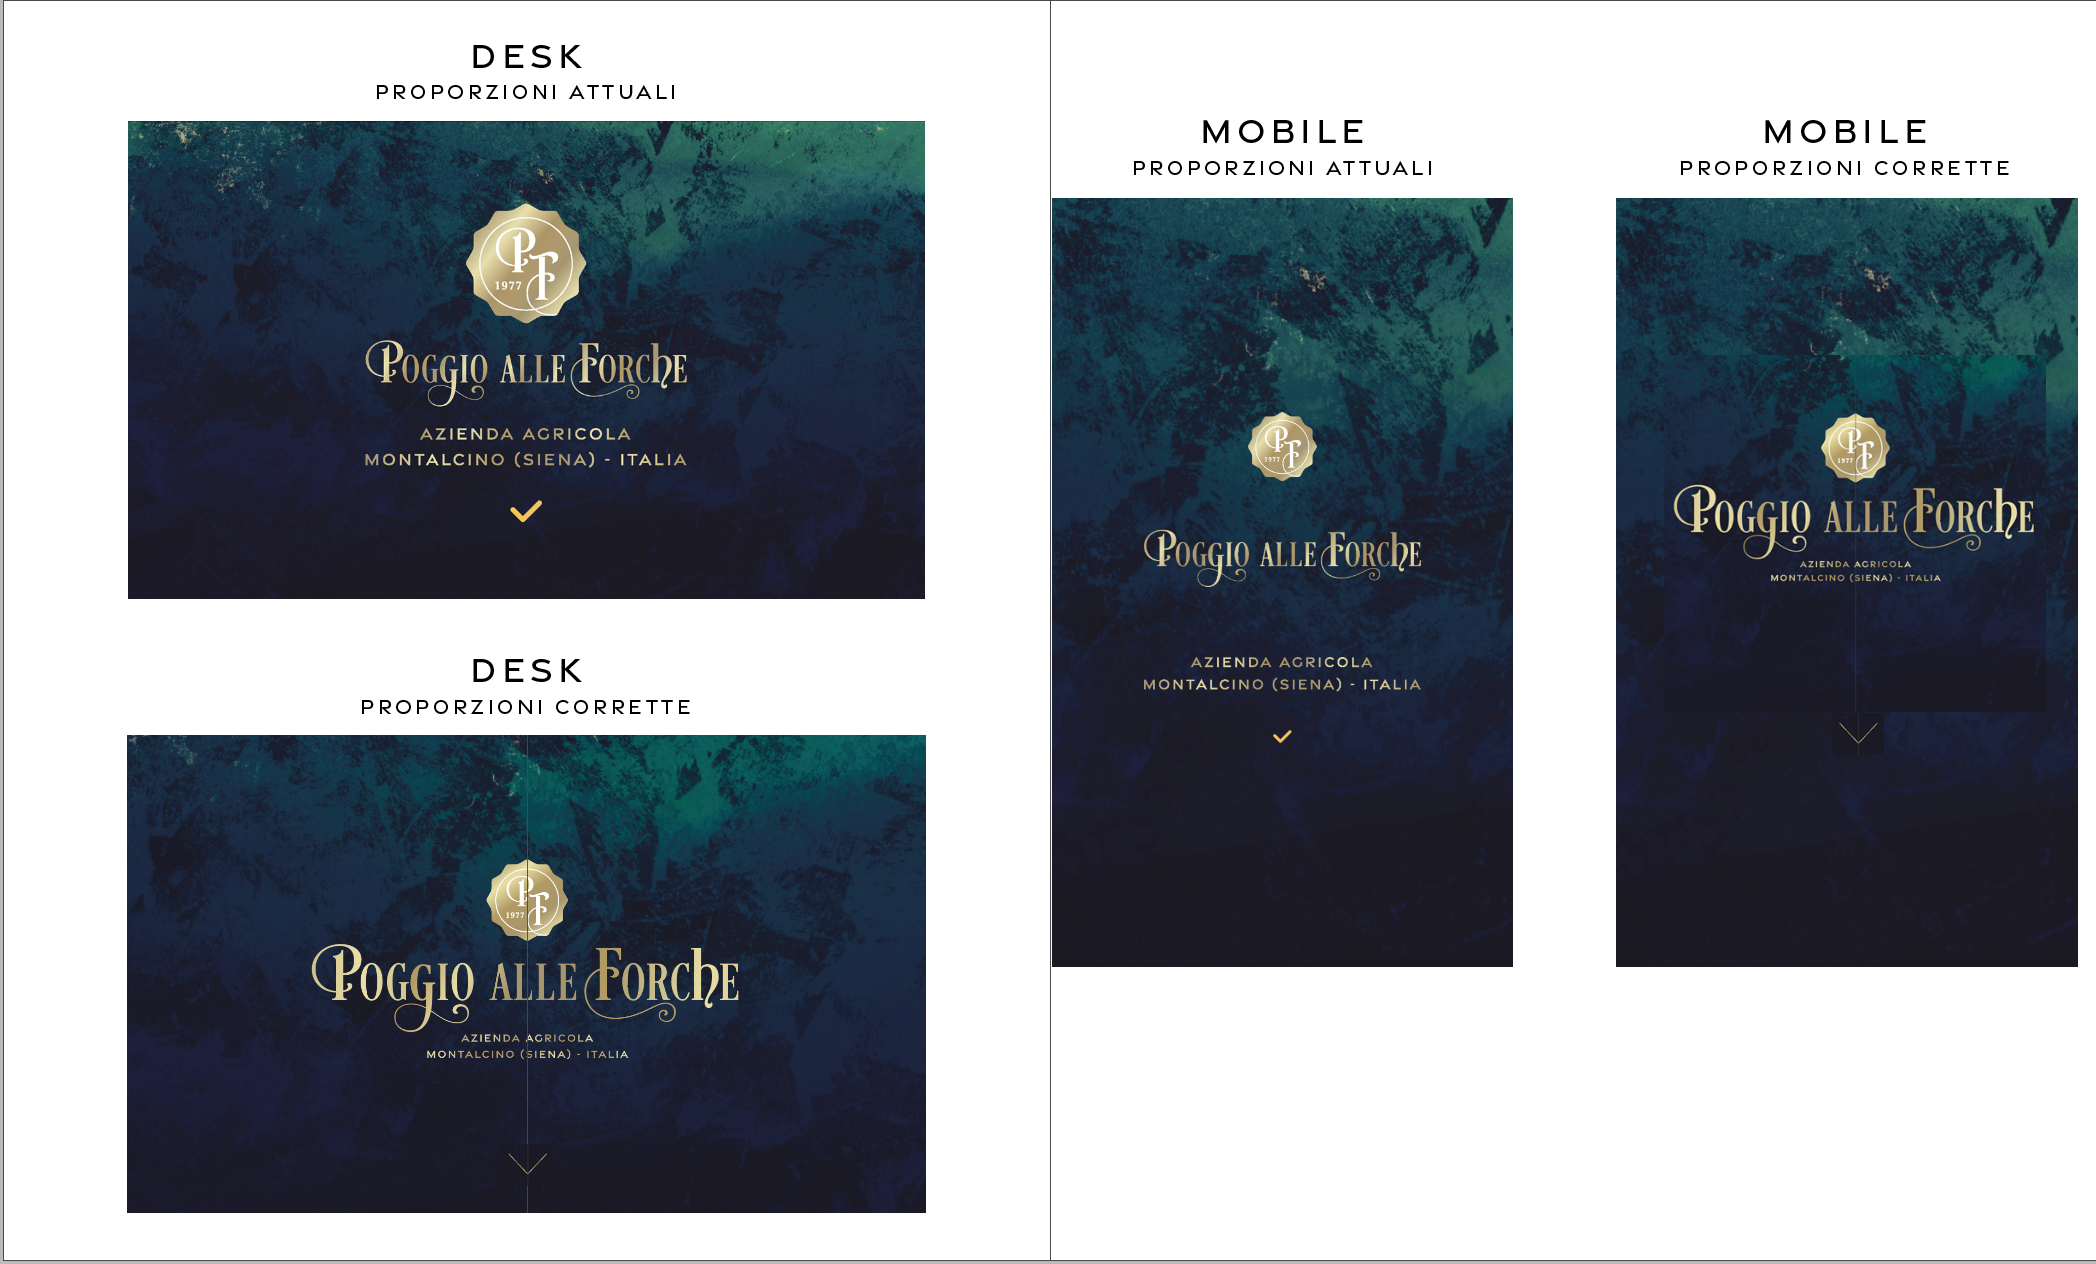 DESK
PROPORZIONI ATTUALI
PF
1977
POGGIO ALLE FORCHE
AZIENDA AGRICOLA
MONTALCINO (SIENA) - ITALIA
DESK
PROPORZIONI CORRETTE
PF
1977
POGGIO ALLE FORCHE
AZIENDA AGRICOLA
MONTALCINO (SIENA) - ITALIA
MOBILE
PROPORZIONI ATTUALI
PF
1977
POGGIO ALLE FORCHE
AZIENDA AGRICOLA
MONTALCINO (SIENA) - ITALIA
MOBILE
PROPORZIONI CORRETTE
PF
1977
POGGIO ALLE FORCHE
AZIENDA AGRICOLA
MONTALCINO (SIENA) - ITALIA